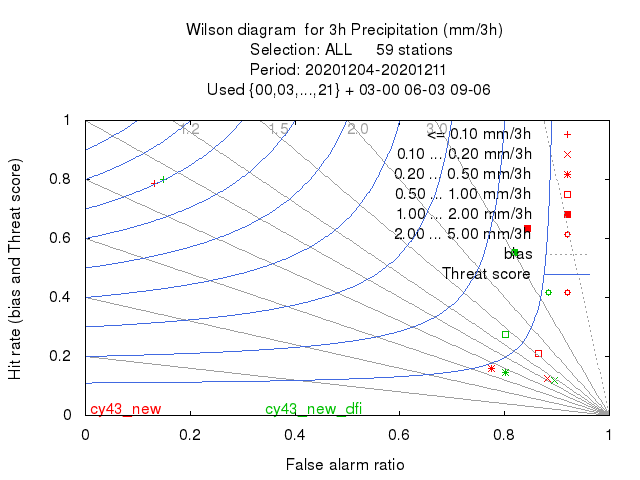 Wilson diagram  for 3h Precipitation (mm/3h)
Selection: ALL     59 stations
Period: 20201204-20201211
Used {00,03,...,21} + 03-00 06-03 09-06
1.2 1.5 2.0 3.0
<= 0.10 mm/3h
0.10 ... 0.20 mm/3h
0.20 ... 0.50 mm/3h
0.50 ... 1.00 mm/3h
1.00 ... 2.00 mm/3h
2.00 ... 5.00 mm/3h
bias
Threat score
Hit rate (bias and Threat score)
1
0.8
0.6
0.4
0.2
0
cy43_new cy43_new_dfi
0 0.2 0.4 0.6 0.8 1
False alarm ratio